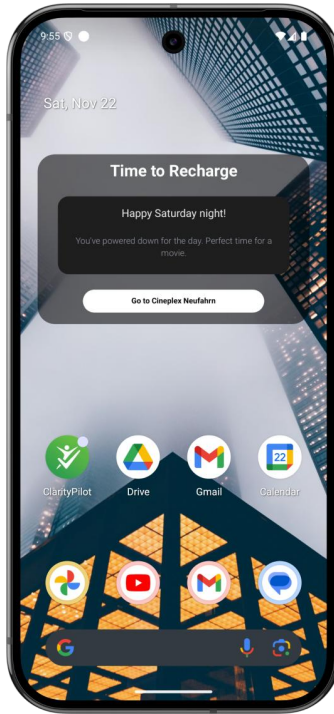 9:55
Sat, Nov 22
Time to Recharge
Happy Saturday night!
You've powered down for the day. Perfect time for a
movie.
Go to Cineplex Neufahrn
22
ClarityPilot
Drive
Gmail
Calendar